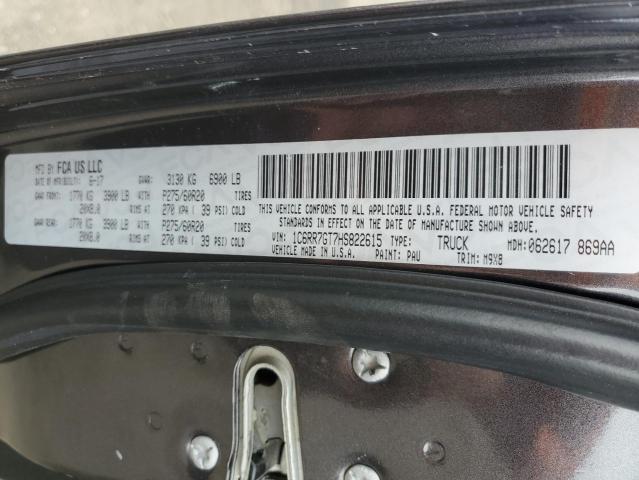 MFD BY FCA US LLC
DATE OF MFR/BILITY: 6-17 GVWR: 3130 KG 6900 LB
GAWR FRONT: 1770 KG 3900 LB WITH P275/60R20 TIRES
20X8.0 RIMS AT 270 KPA ( 39 PSI) COLD
GAWR REAR: 1770 KG 3900 LB WITH P275/60R20 TIRES
20X8.0 RIMS AT 270 KPA ( 39 PSI) COLD
THIS VEHICLE CONFORMS TO ALL APPLICABLE U.S.A. FEDERAL MOTOR VEHICLE SAFETY
STANDARDS IN EFFECT ON THE DATE OF MANUFACTURE SHOWN ABOVE.
VIN: 1C6RR7GT7HS822615 TYPE: TRUCK MDH: 062617 869AA
VEHICLE MADE IN U.S.A. PAINT: PAU TRIM: M9X8